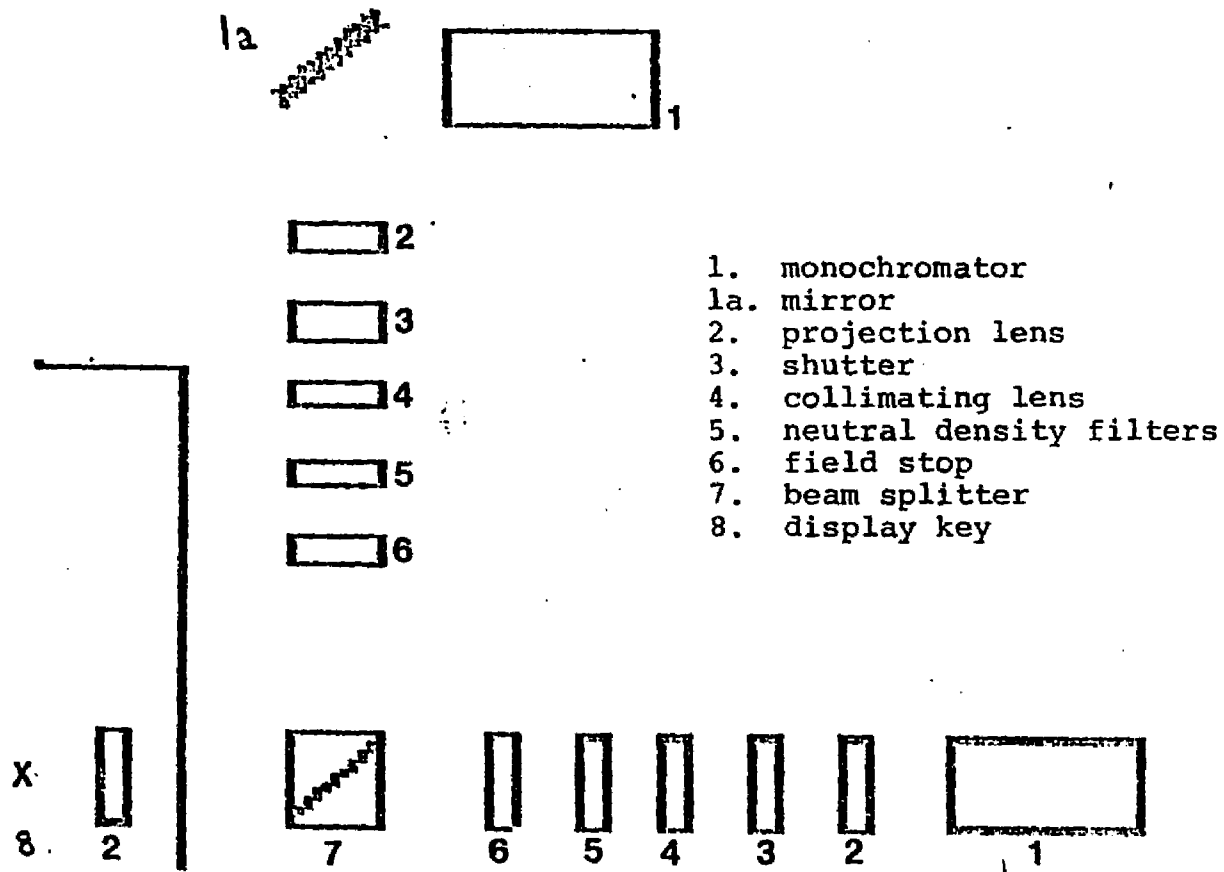 1a
1
2
3
4
5
6
1. monochromator
1a. mirror
2. projection lens
3. shutter
4. collimating lens
5. neutral density filters
6. field stop
7. beam splitter
8. display key
X
8. 2 7 6 5 4 3 2 1